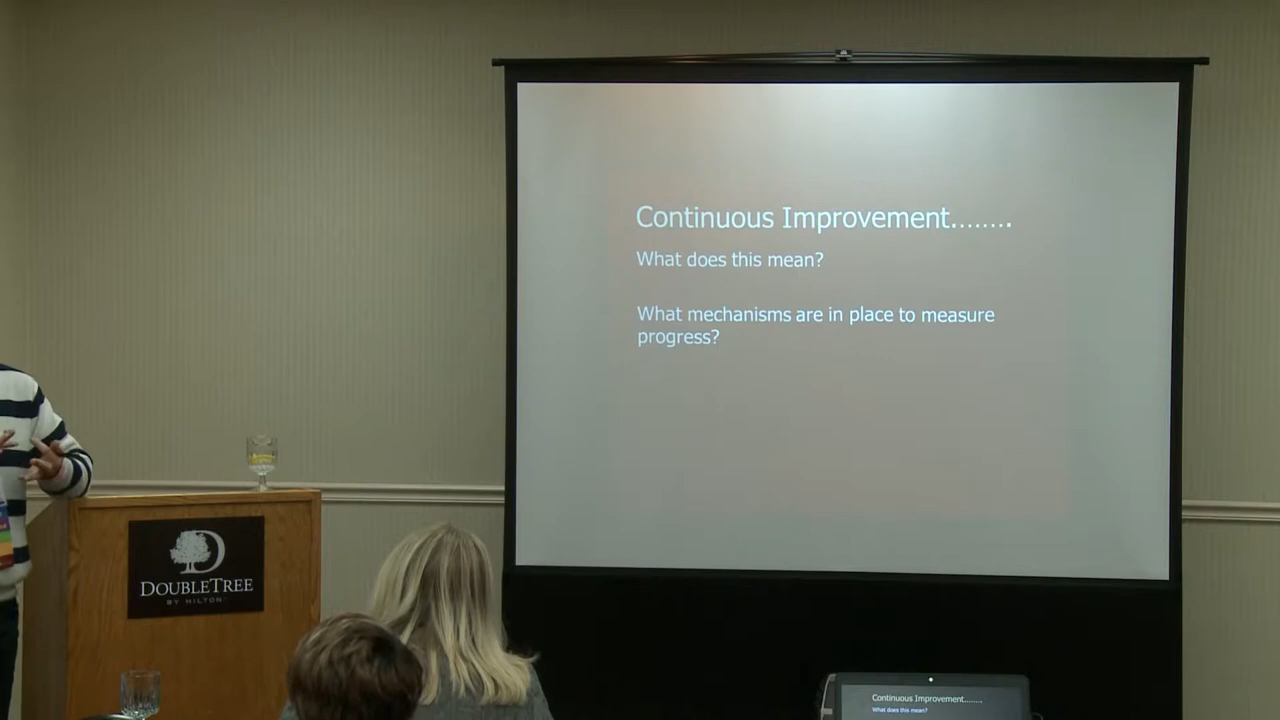 Continuous Improvement........
What does this mean?
What mechanisms are in place to measure
progress?
DOUBLETREE
BY HILTON
Continuous Improvement........
What does this mean?